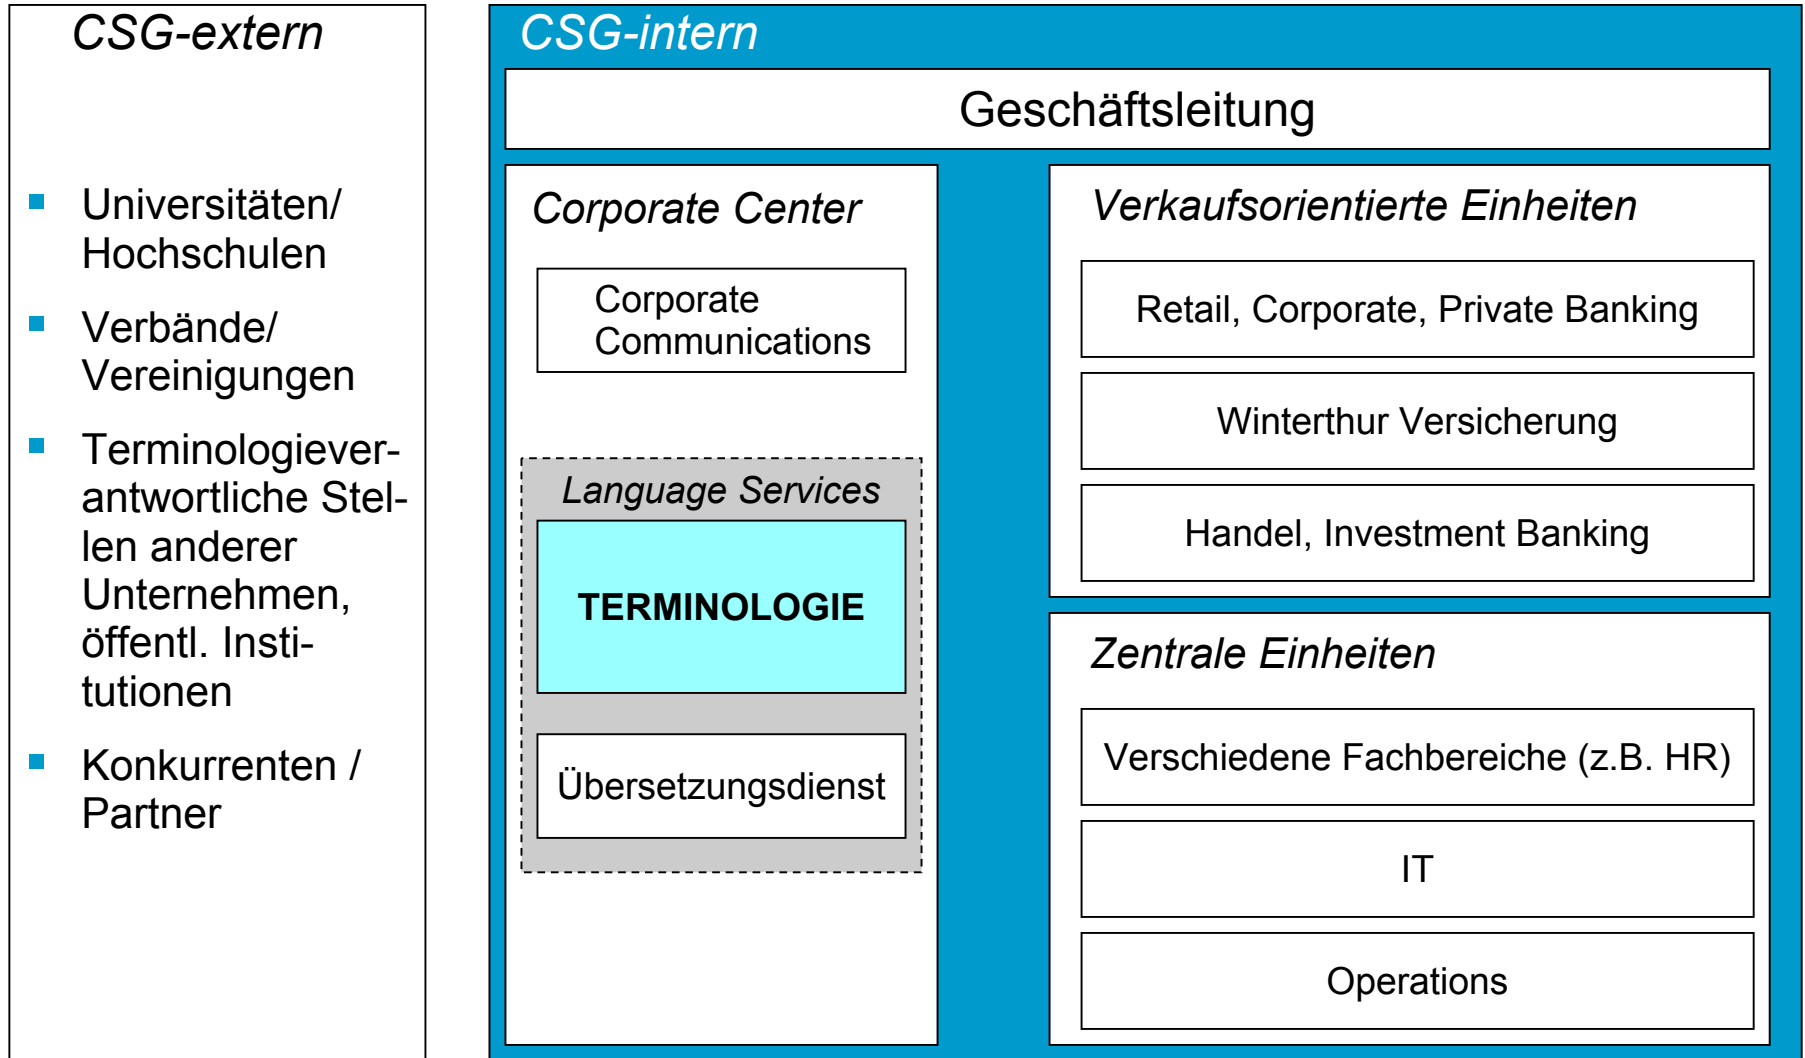 CSG-extern
Universitäten/
Hochschulen
Verbände/
Vereinigungen
Terminologiever-
antwortliche Stel-
len anderer
Unternehmen,
öffentl. Insti-
tutionen
Konkurrenten /
Partner
CSG-intern
Geschäftsleitung
Corporate Center
Corporate
Communications
Language Services
TERMINOLOGIE
Übersetzungsdienst
Verkaufsorientierte Einheiten
Retail, Corporate, Private Banking
Winterthur Versicherung
Handel, Investment Banking
Zentrale Einheiten
Verschiedene Fachbereiche (z.B. HR)
IT
Operations